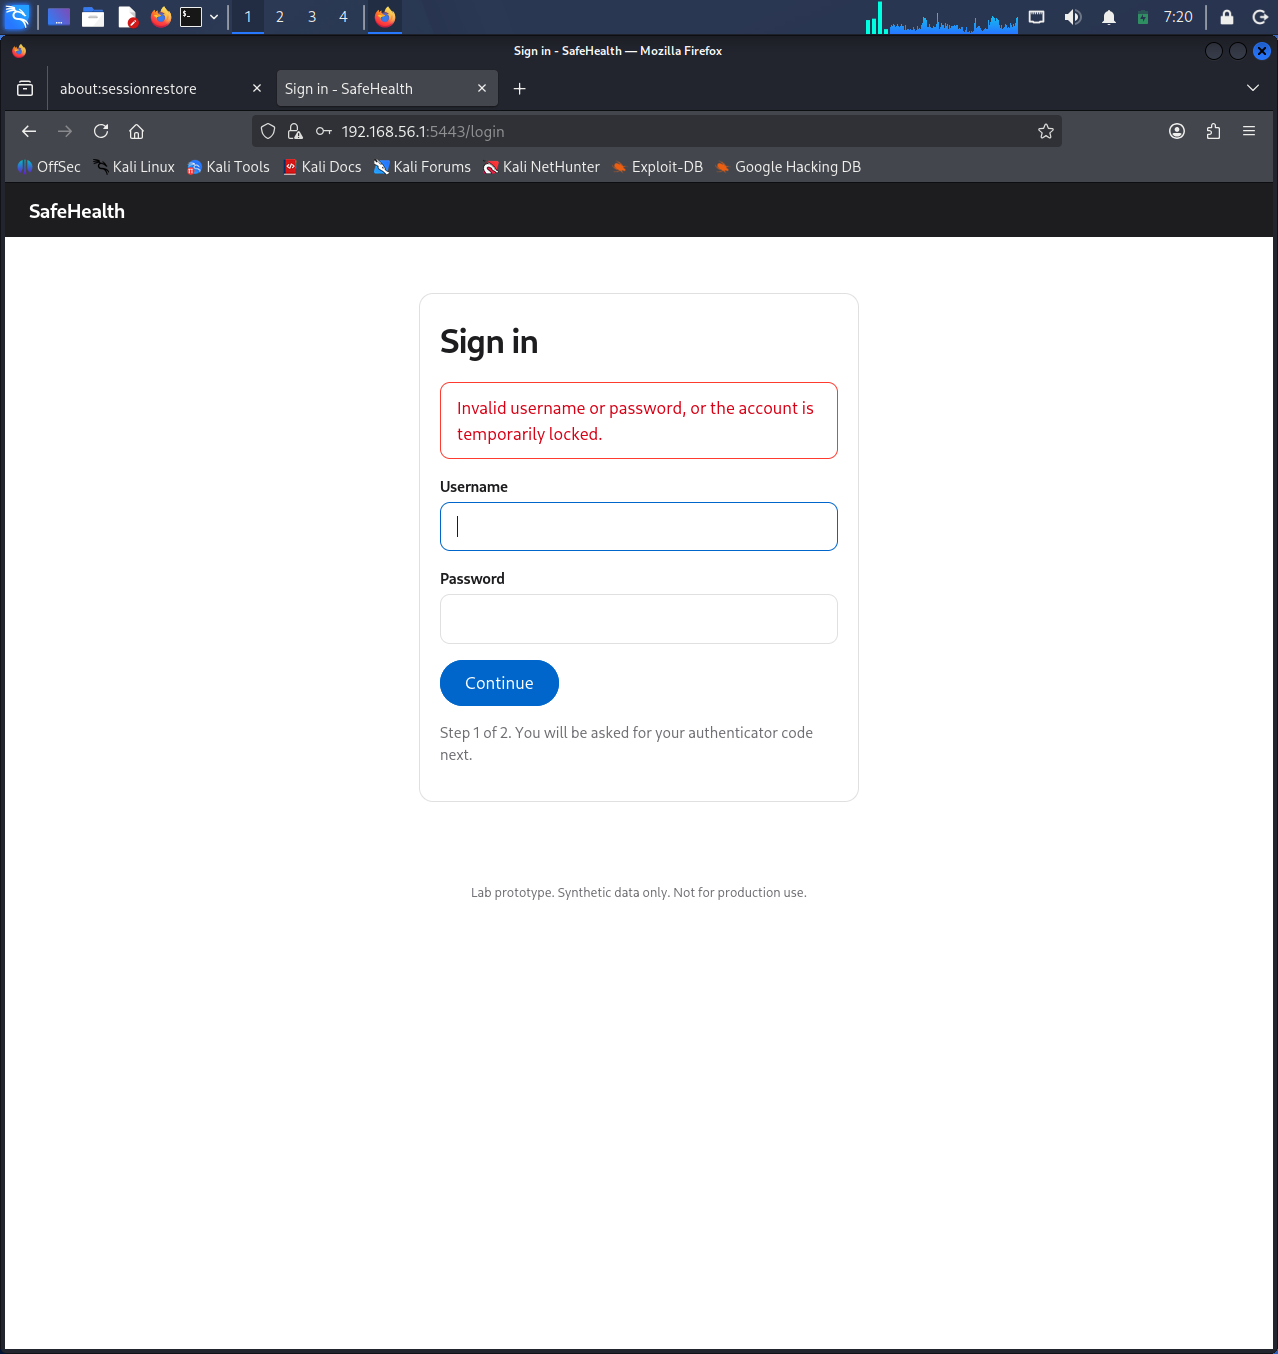 1 2 3 4 7:20
Sign in - SafeHealth — Mozilla Firefox
about:sessionrestore
Sign in - SafeHealth
192.168.56.1:5443/login
OffSec Kali Linux Kali Tools Kali Docs Kali Forums Kali NetHunter Exploit-DB Google Hacking DB
SafeHealth
Sign in
Invalid username or password, or the account is
temporarily locked.
Username
Password
Continue
Step 1 of 2. You will be asked for your authenticator code
next.
Lab prototype. Synthetic data only. Not for production use.